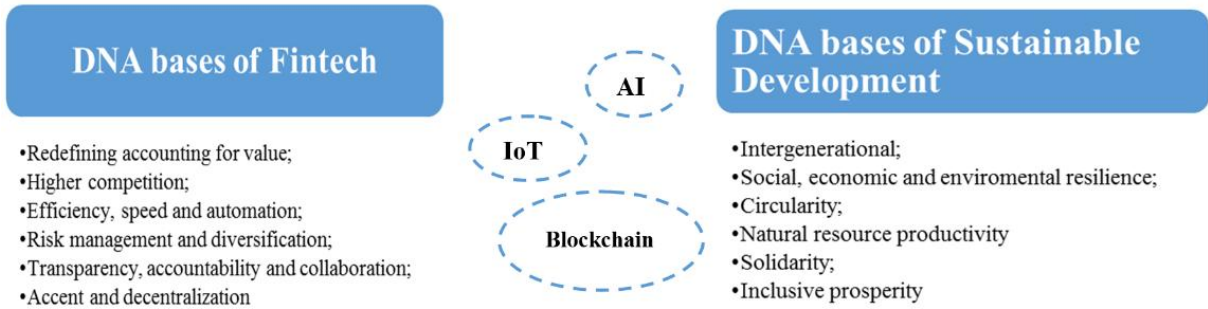 DNA bases of Fintech
•Redefining accounting for value;
•Higher competition;
•Efficiency, speed and automation;
•Risk management and diversification;
•Transparency, accountability and collaboration;
•Accent and decentralization
AI
IoT
Blockchain
DNA bases of Sustainable
Development
•Intergenerational;
•Social, economic and enviromental resilience;
•Circularity;
•Natural resource productivity
•Solidarity;
•Inclusive prosperity